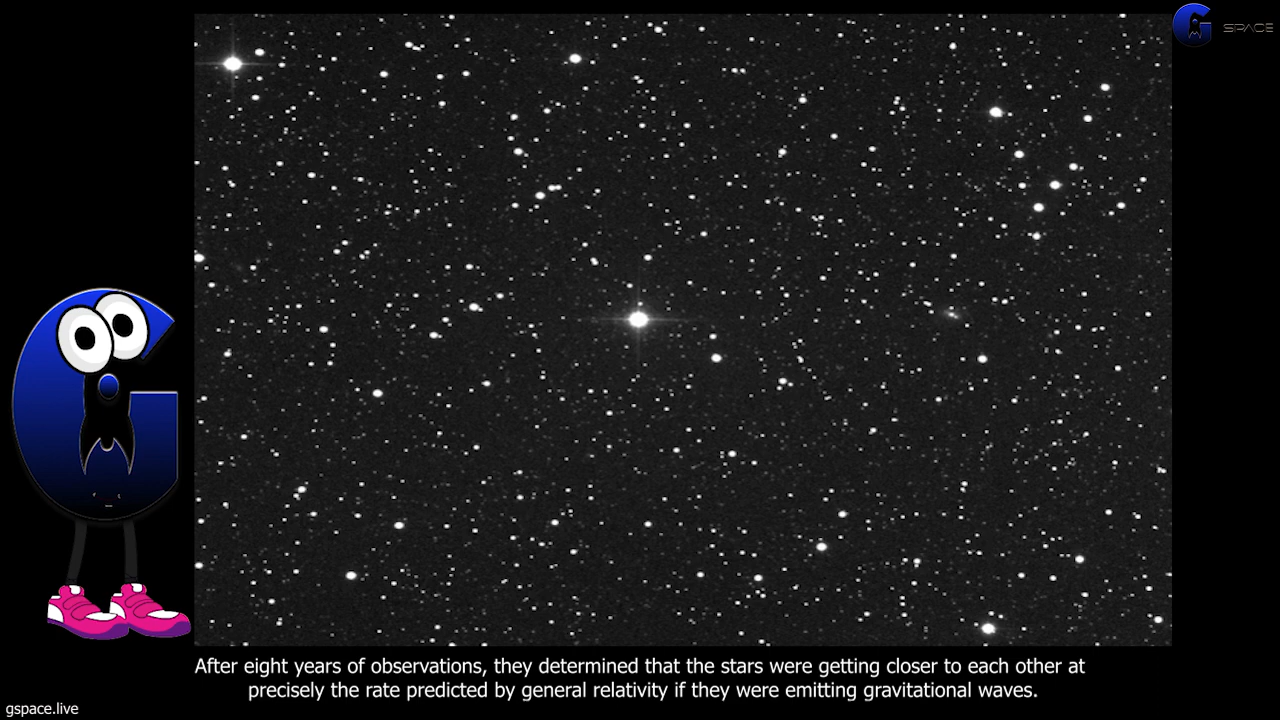 SPACE
After eight years of observations, they determined that the stars were getting closer to each other at
precisely the rate predicted by general relativity if they were emitting gravitational waves.
gspace.live